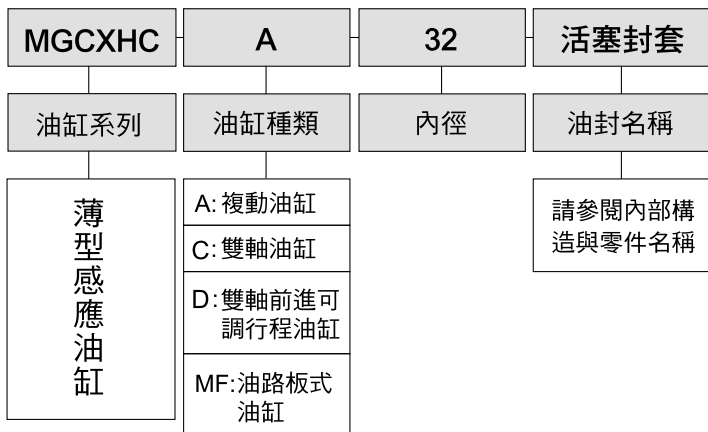 MGCXHC - A - 32 - 活塞封套
油缸系列 油缸種類 內徑 油封名稱
薄型感應油缸
A: 複動油缸
C: 雙軸油缸
D: 雙軸前進可
調行程油缸
MF:油路板式
油缸
請參閱內部構
造與零件名稱